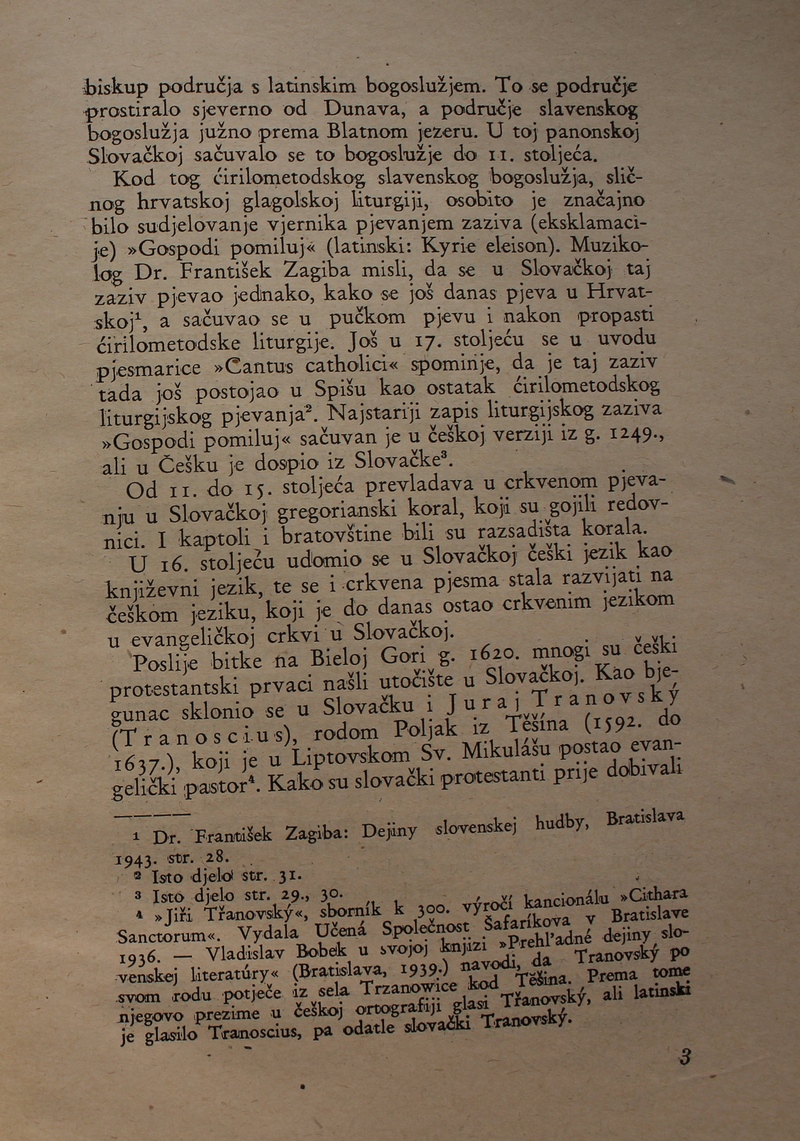 biskup područja s latinskim bogoslužjem. To se područje
prostiralo sjeverno od Dunava, a područje slavenskog
bogoslužja južno prema Blatnom jezeru. U toj panonskoj
Slovačkoj sačuvalo se to bogoslužje do 11. stoljeća.
Kod tog ćirilometodskog slavenskog bogoslužja, slič-
nog hrvatskoj glagolskoj liturgiji, osobito je značajno
bilo sudjelovanje vjernika pjevanjem zaziva (eksklamaci-
je) »Gospodi pomiluj« (latinski: Kyrie eleison). Muziko-
log Dr. František Zagiba misli, da se u Slovačkoj taj
zaziv pjevao jednako, kako se još danas pjeva u Hrvat-
skoj¹, a sačuvao se u pučkom pjevu i nakon propasti
ćirilometodske liturgije. Još u 17. stoljeću se u uvodu
pjesmarice »Cantus catholici« spominje, da je taj zaziv
tada još postojao u Spišu kao ostatak ćirilometodskog
liturgijskog pjevanja². Najstariji zapis liturgijskog zaziva
»Gospodi pomiluj« sačuvan je u češkoj verziji iz g. 1249.,
ali u Češku je dospio iz Slovačke³.
Od 11. do 15. stoljeća prevladava u crkvenom pjeva-
nju u Slovačkoj gregorianski koral, koji su gojili redov-
nici. I kaptoli i bratovštine bili su razsadišta korala.
U 16. stoljeću udomio se u Slovačkoj češki jezik kao
književni jezik, te se i crkvena pjesma stala razvijati na
češkom jeziku, koji je do danas ostao crkvenim jezikom
u evangeličkoj crkvi u Slovačkoj.
Poslije bitke na Bieloj Gori g. 1620. mnogi su češki
protestantski prvaci našli utočište u Slovačkoj. Kao bje-
gunac sklonio se u Slovačku i Juraj Tranovský
(Tranoscius), rodom Poljak iz Těšina (1592. do
1637.), koji je u Liptovskom Sv. Mikulášu postao evan-
gelički pastor⁴. Kako su slovački protestanti prije dobivali
¹ Dr. František Zagiba: Dejiny slovenskej hudby, Bratislava
1943. str. 28.
² Isto djelo str. 31.
³ Isto djelo str. 29., 30.
⁴ »Jiří Třanovský«, sborník k 300. výročí kancionálu »Cithara
Sanctorum«. Vydala Učená Společnost Šafaříkova v Bratislave
1936. — Vladislav Bobek u svojoj knjizi »Prehl'adné dejiny slo-
venskej literatúry« (Bratislava, 1939.) navodi, da Tranovský po
svom rodu potječe iz sela Trzanowice kod Těšina. Prema tome
njegovo prezime u češkoj ortografiji glasi Třanovský, ali latinski
je glasilo Tranoscius, pa odatle slovački Tranovský.
3